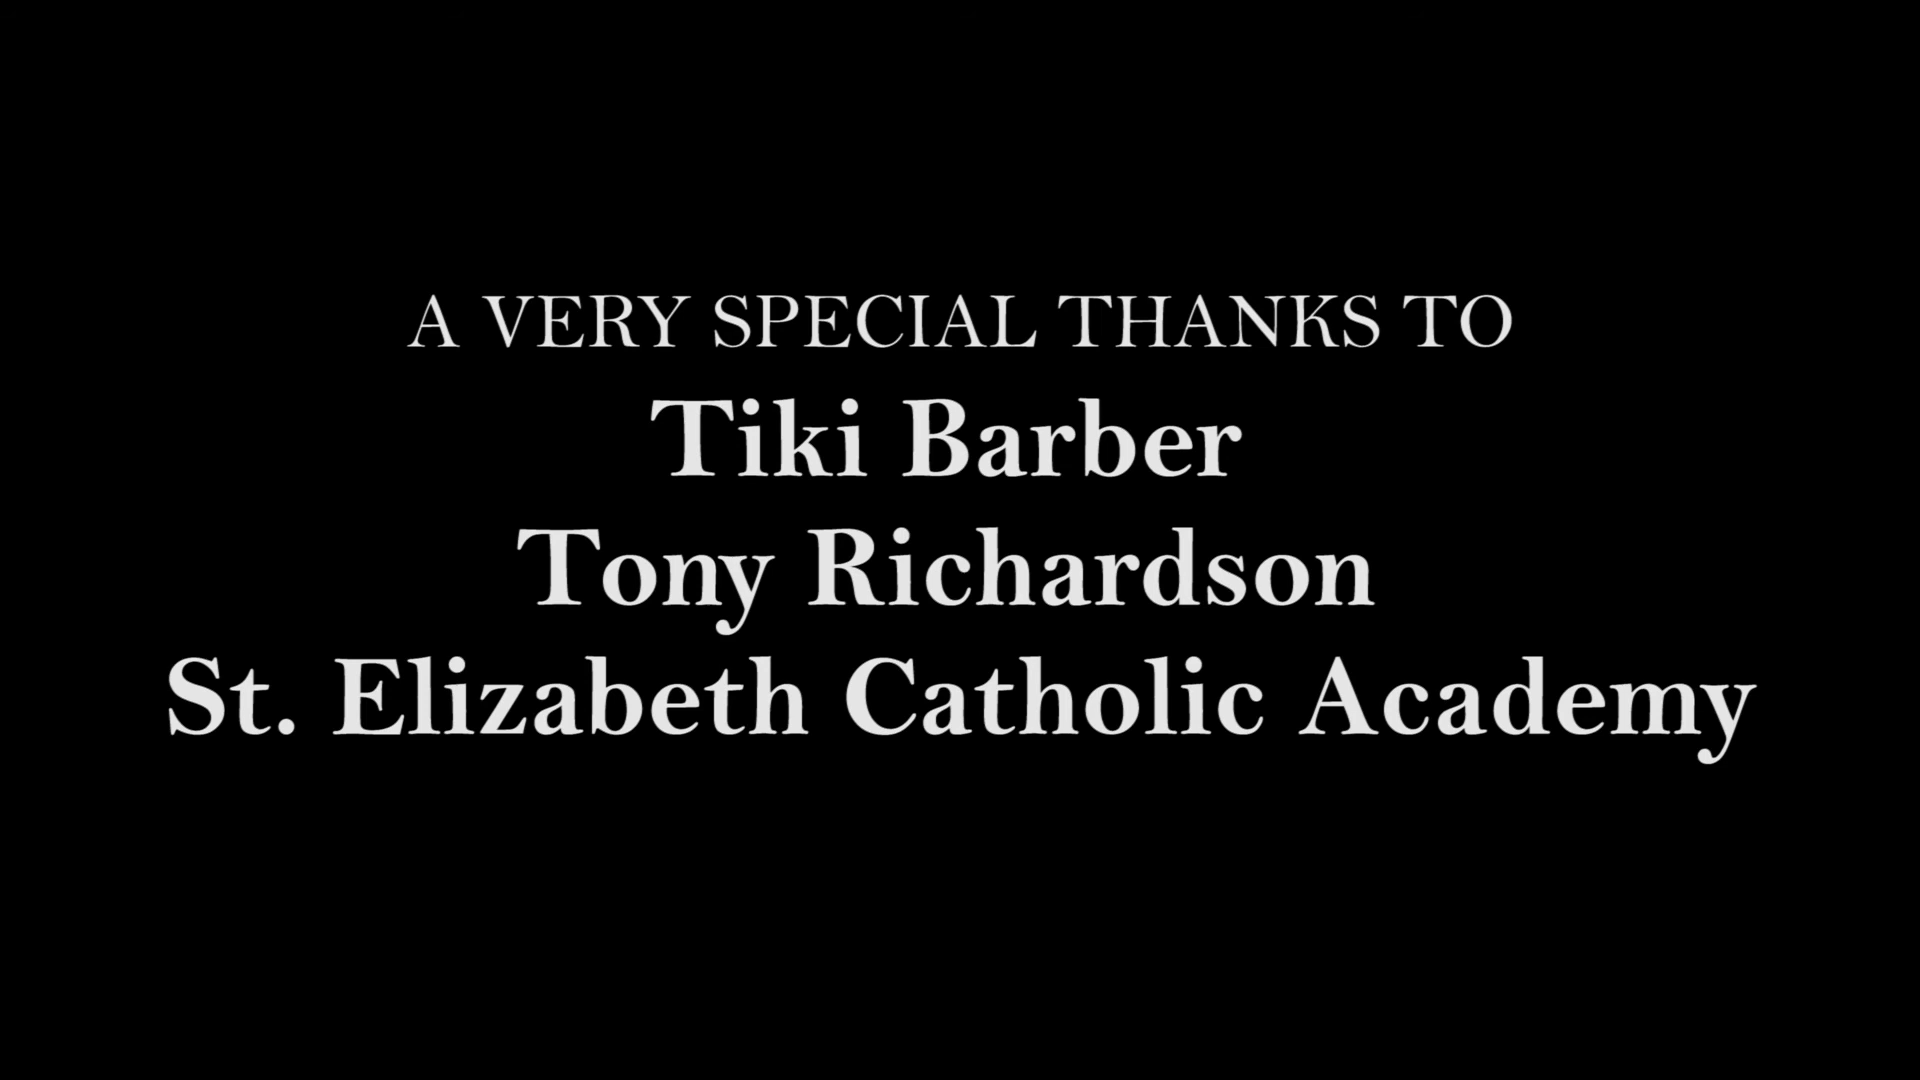 A VERY SPECIAL THANKS TO
Tiki Barber
Tony Richardson
St. Elizabeth Catholic Academy